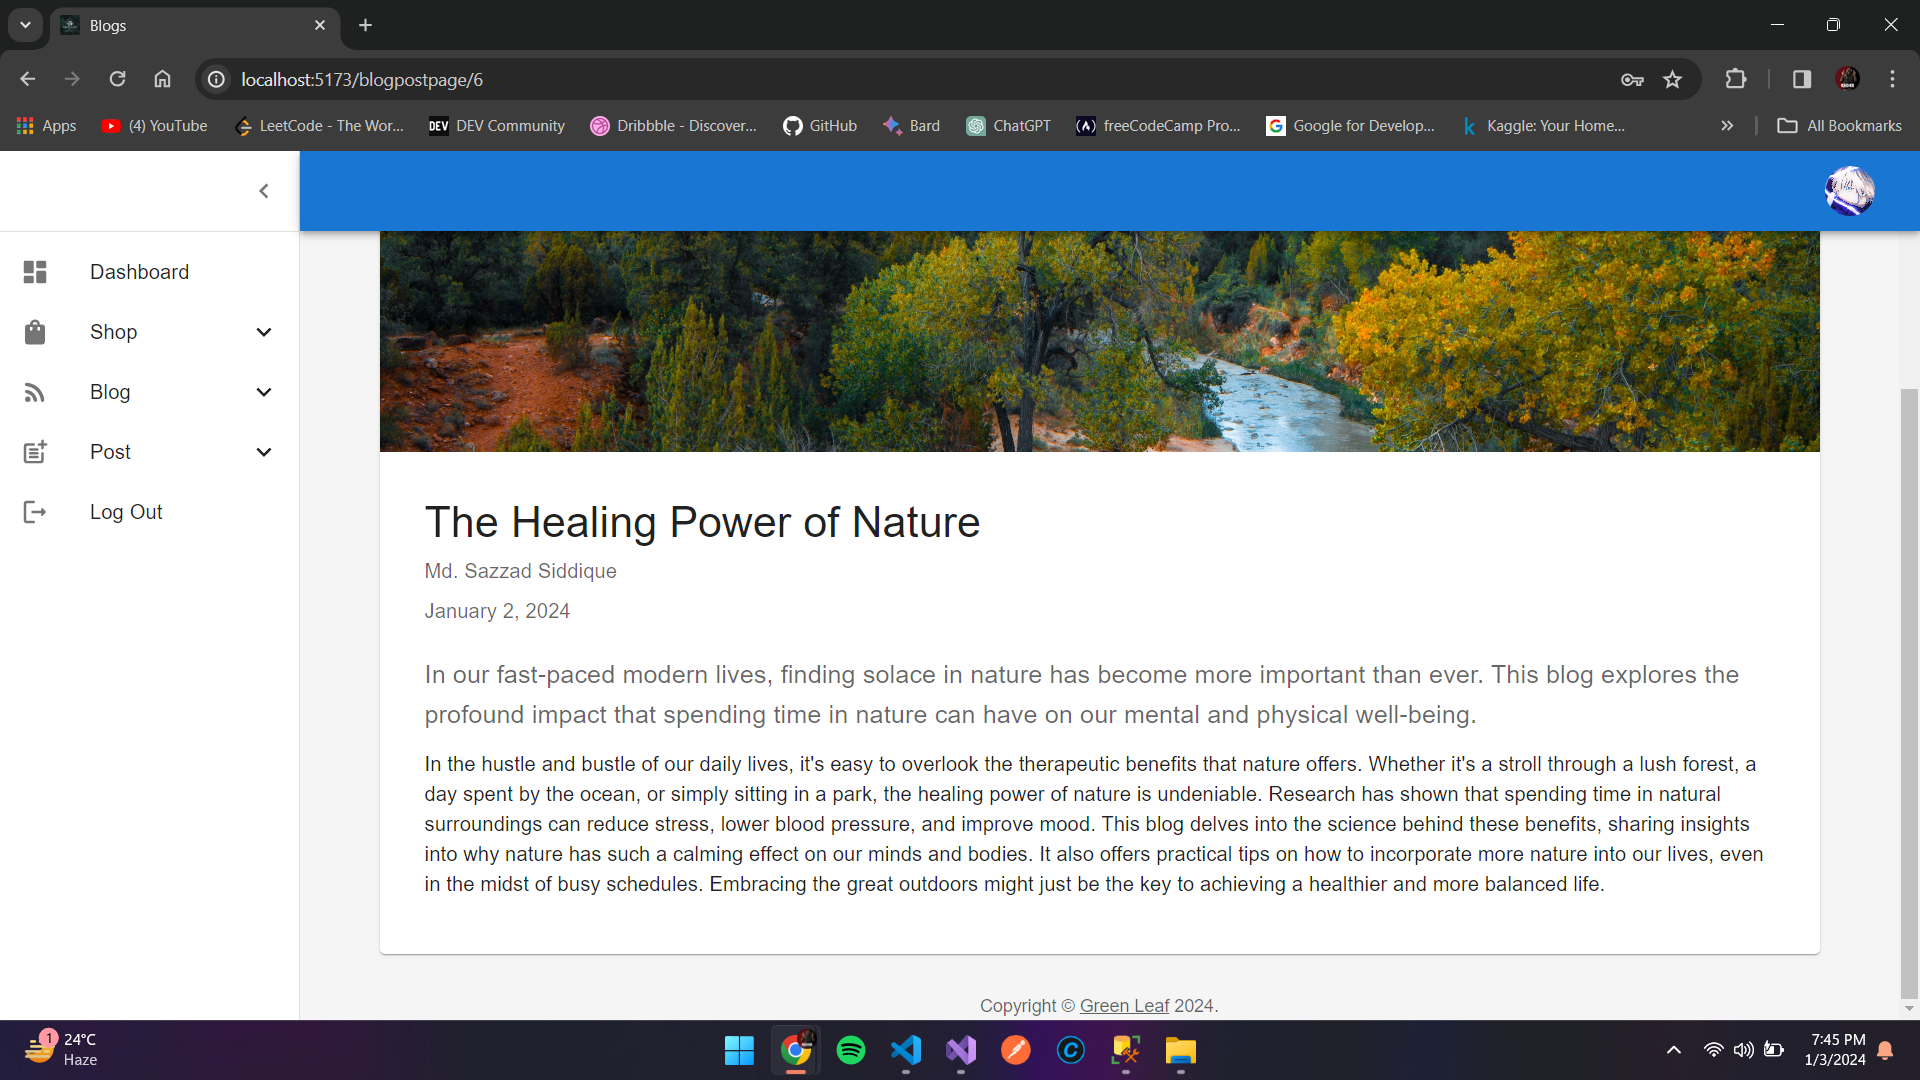 Blogs
localhost:5173/blogpostpage/6
Apps
(4) YouTube
LeetCode - The Wor...
DEV DEV Community
Dribbble - Discover...
GitHub
Bard
ChatGPT
freeCodeCamp Pro...
Google for Develop...
Kaggle: Your Home...
All Bookmarks
Dashboard
Shop
Blog
Post
Log Out
The Healing Power of Nature
Md. Sazzad Siddique
January 2, 2024
In our fast-paced modern lives, finding solace in nature has become more important than ever. This blog explores the
profound impact that spending time in nature can have on our mental and physical well-being.
In the hustle and bustle of our daily lives, it's easy to overlook the therapeutic benefits that nature offers. Whether it's a stroll through a lush forest, a
day spent by the ocean, or simply sitting in a park, the healing power of nature is undeniable. Research has shown that spending time in natural
surroundings can reduce stress, lower blood pressure, and improve mood. This blog delves into the science behind these benefits, sharing insights
into why nature has such a calming effect on our minds and bodies. It also offers practical tips on how to incorporate more nature into our lives, even
in the midst of busy schedules. Embracing the great outdoors might just be the key to achieving a healthier and more balanced life.
Copyright © Green Leaf 2024.
1
24°C
Haze
7:45 PM
1/3/2024